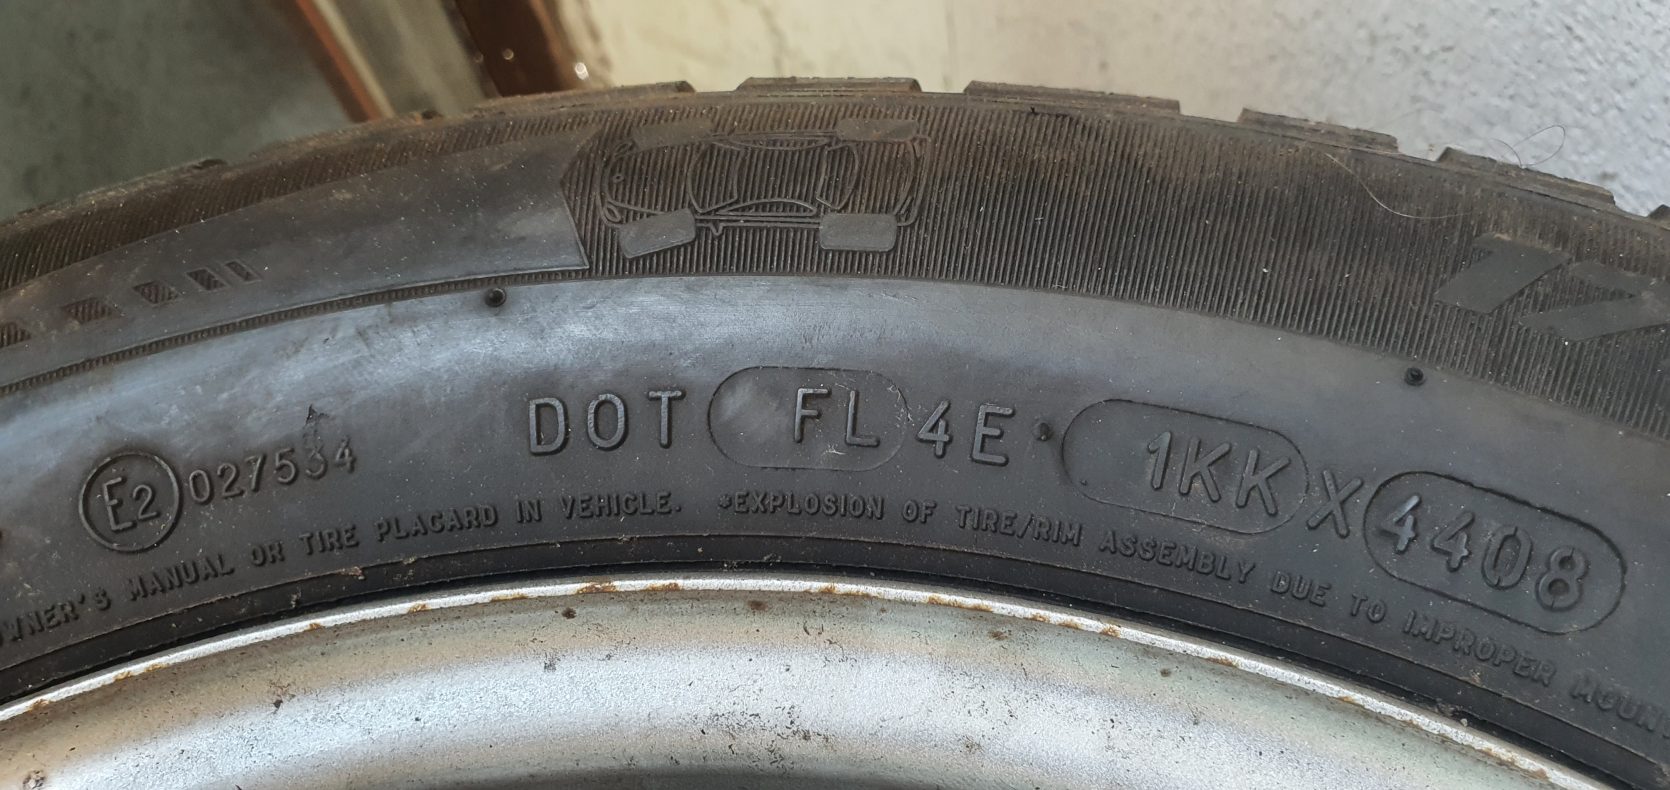 DOT FL 4E 1KK X 4408
E2 027534
OWNER'S MANUAL OR TIRE PLACARD IN VEHICLE. *EXPLOSION OF TIRE/RIM ASSEMBLY DUE TO IMPROPER